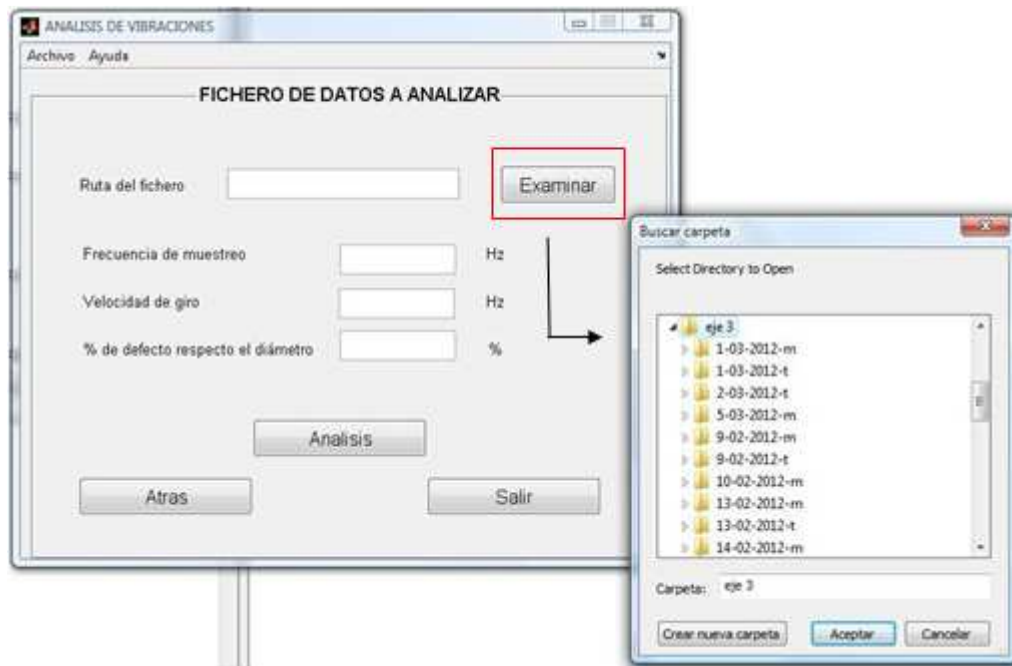 ANALISIS DE VIBRACIONES
Archivo Ayuda
FICHERO DE DATOS A ANALIZAR
Ruta del fichero
Examinar
Frecuencia de muestreo Hz
Velocidad de giro Hz
% de defecto respecto el diámetro %
Analisis
Atras Salir
Buscar carpeta
Select Directory to Open
eje 3
1-03-2012-m
1-03-2012-t
2-03-2012-t
5-03-2012-m
9-02-2012-m
9-02-2012-t
10-02-2012-m
13-02-2012-m
13-02-2012-t
14-02-2012-m
Carpeta: eje 3
Crear nueva carpeta Aceptar Cancelar